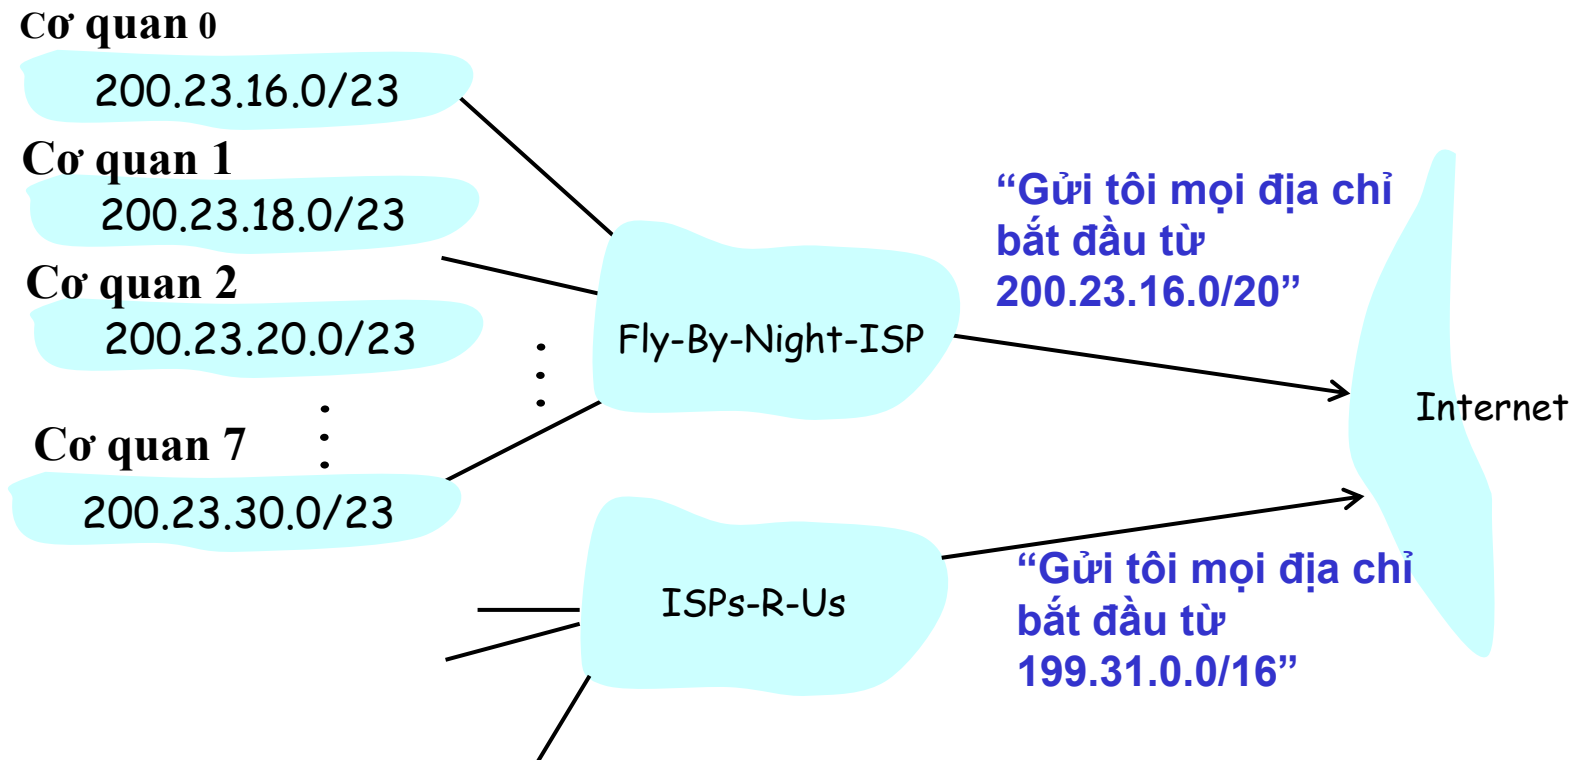 Cơ quan 0
200.23.16.0/23
Cơ quan 1
200.23.18.0/23
Cơ quan 2
200.23.20.0/23
Cơ quan 7
200.23.30.0/23
Fly-By-Night-ISP
“Gửi tôi mọi địa chỉ
bắt đầu từ
200.23.16.0/20”
Internet
ISPs-R-Us
“Gửi tôi mọi địa chỉ
bắt đầu từ
199.31.0.0/16”